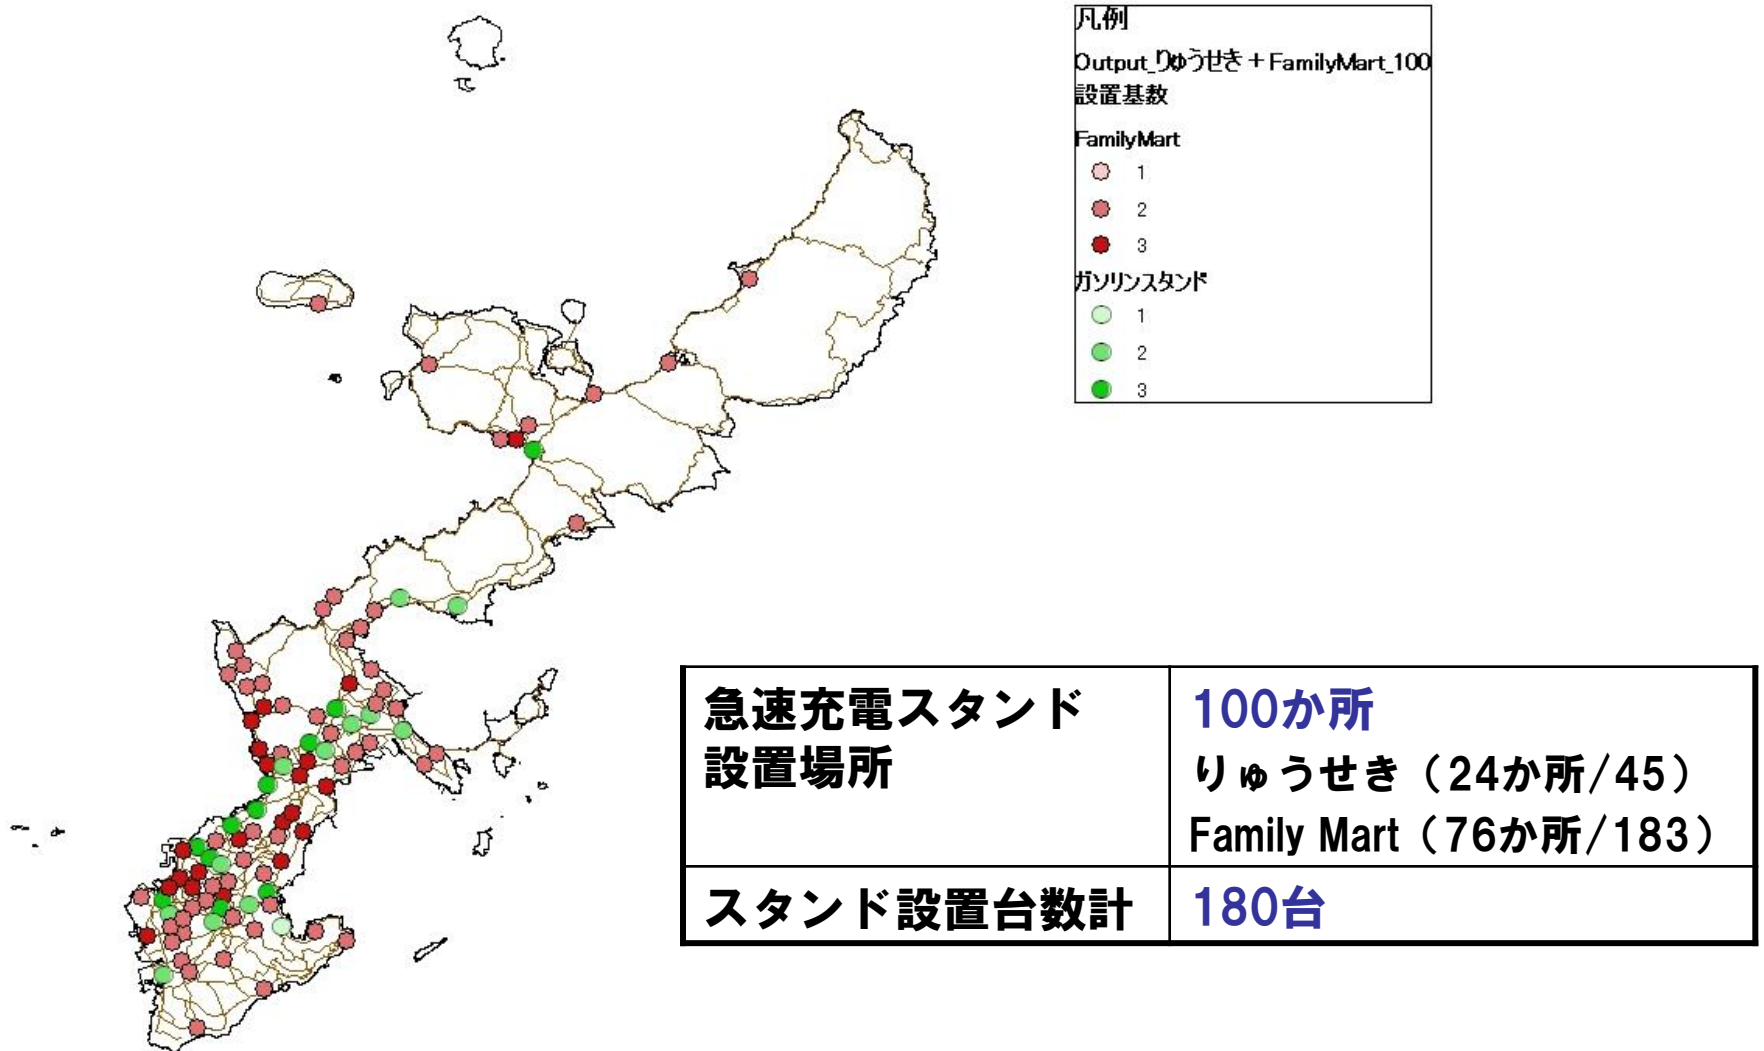 凡例
Output_りゅうせき + FamilyMart_100
設置基数
FamilyMart
1
2
3
ガソリンスタンド
1
2
3
急速充電スタンド
設置場所
100か所
りゅうせき（24か所/45）
Family Mart（76か所/183）
スタンド設置台数計
180台